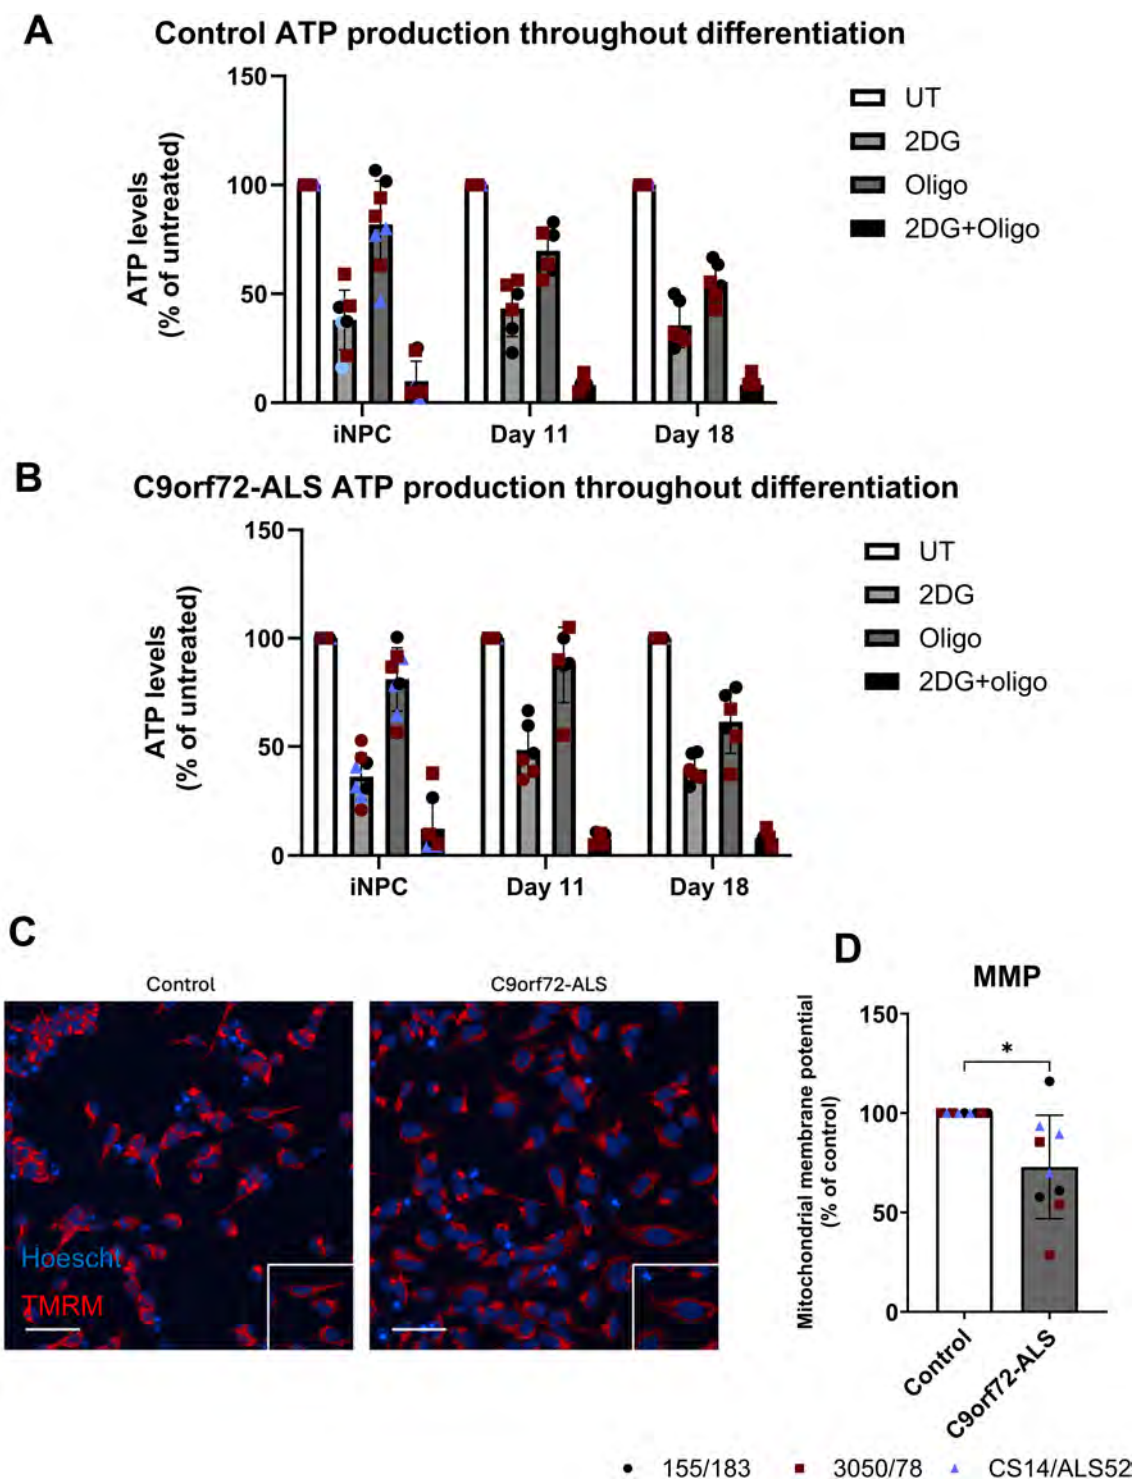 A
Control ATP production throughout differentiation
ATP levels
(% of untreated)
150
100
50
0
iNPC
Day 11
Day 18
UT
2DG
Oligo
2DG+Oligo
B
C9orf72-ALS ATP production throughout differentiation
ATP levels
(% of untreated)
150
100
50
0
iNPC
Day 11
Day 18
UT
2DG
Oligo
2DG+oligo
C
Control
C9orf72-ALS
Hoescht
TMRM
D
MMP
Mitochondrial membrane potential
(% of control)
150
100
50
0
*
Control
C9orf72-ALS
155/183
3050/78
CS14/ALS52